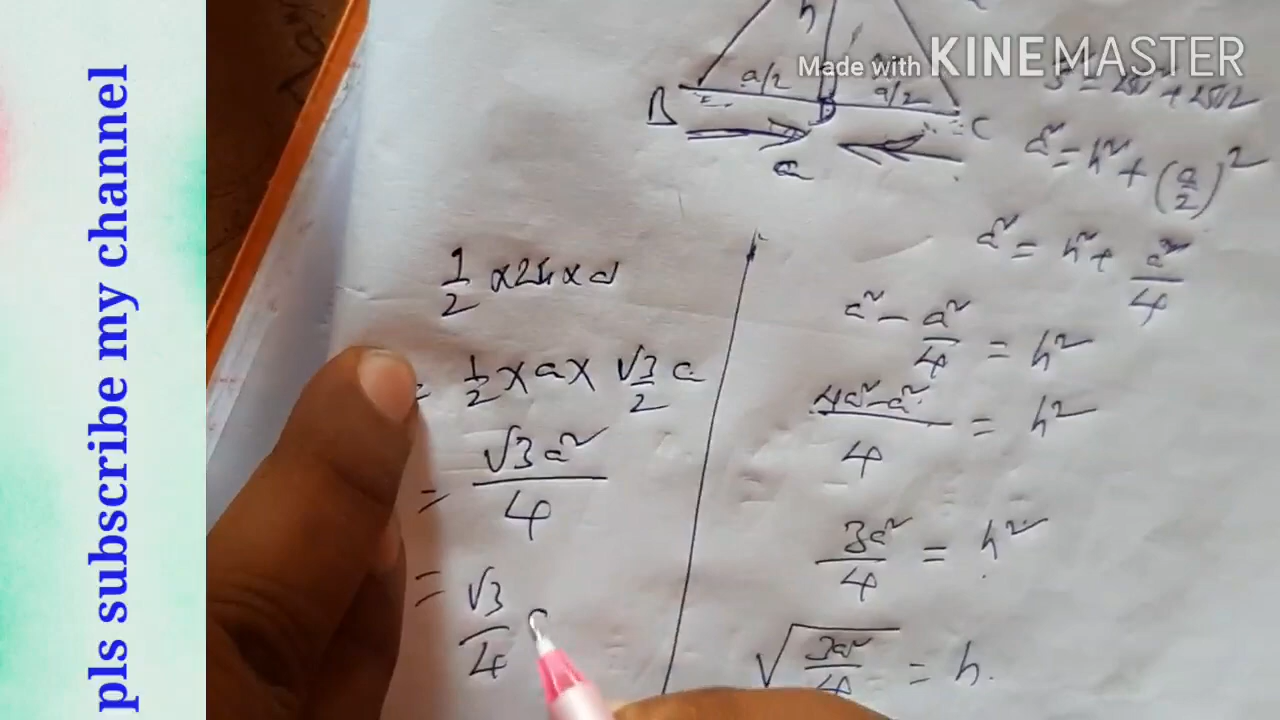 pls subscribe my channel
Made with KINEMASTER
h
a/2
a/2
B
C
a
a² = h² + (a/2)²
a² = h² + a²/4
a² - a²/4 = h²
4a²-a²/4 = h²
3a²/4 = h²
√3a²/4 = h.
1/2 x
= 1/2 x a x √3/2 a
= √3a²/4
= √3/4